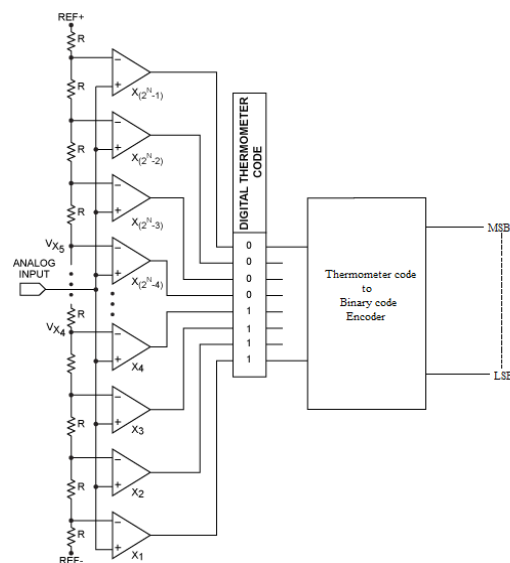 REF+
R
R
R
R
VX5
ANALOG
INPUT
R
VX4
R
R
R
R
REF-
− + X(2^N-1)
− + X(2^N-2)
− + X(2^N-3)
− + X(2^N-4)
− + X4
− + X3
− + X2
− + X1
DIGITAL THERMOMETER
CODE
0
0
0
0
1
1
1
1
Thermometer code
to
Binary code
Encoder
MSB
LSB